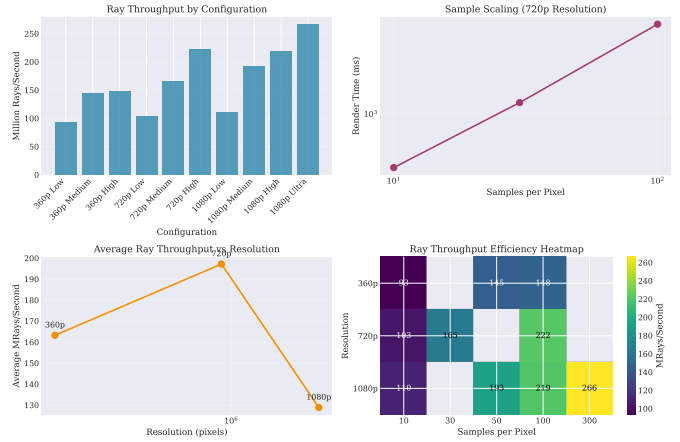 Ray Throughput by Configuration
Million Rays/Second
250
200
150
100
50
0
360p Low
360p Medium
360p High
720p Low
720p Medium
720p High
1080p Low
1080p Medium
1080p High
1080p Ultra
Configuration
Sample Scaling (720p Resolution)
Render Time (ms)
10³
10¹
10²
Samples per Pixel
Average Ray Throughput vs Resolution
Average MRays/Second
200
190
180
170
160
150
140
130
360p
720p
1080p
10⁶
Resolution (pixels)
Ray Throughput Efficiency Heatmap
Resolution
360p
720p
1080p
93
145
148
103
165
222
110
193
219
266
10
30
50
100
300
Samples per Pixel
260
240
220
200
180
160
140
120
100
MRays/Second